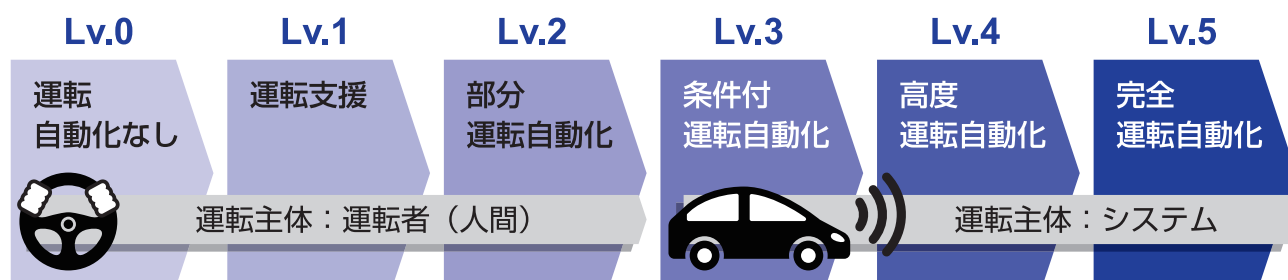 Lv.0
運転
自動化なし
Lv.1
運転支援
Lv.2
部分
運転自動化
Lv.3
条件付
運転自動化
Lv.4
高度
運転自動化
Lv.5
完全
運転自動化
運転主体：運転者（人間）
運転主体：システム